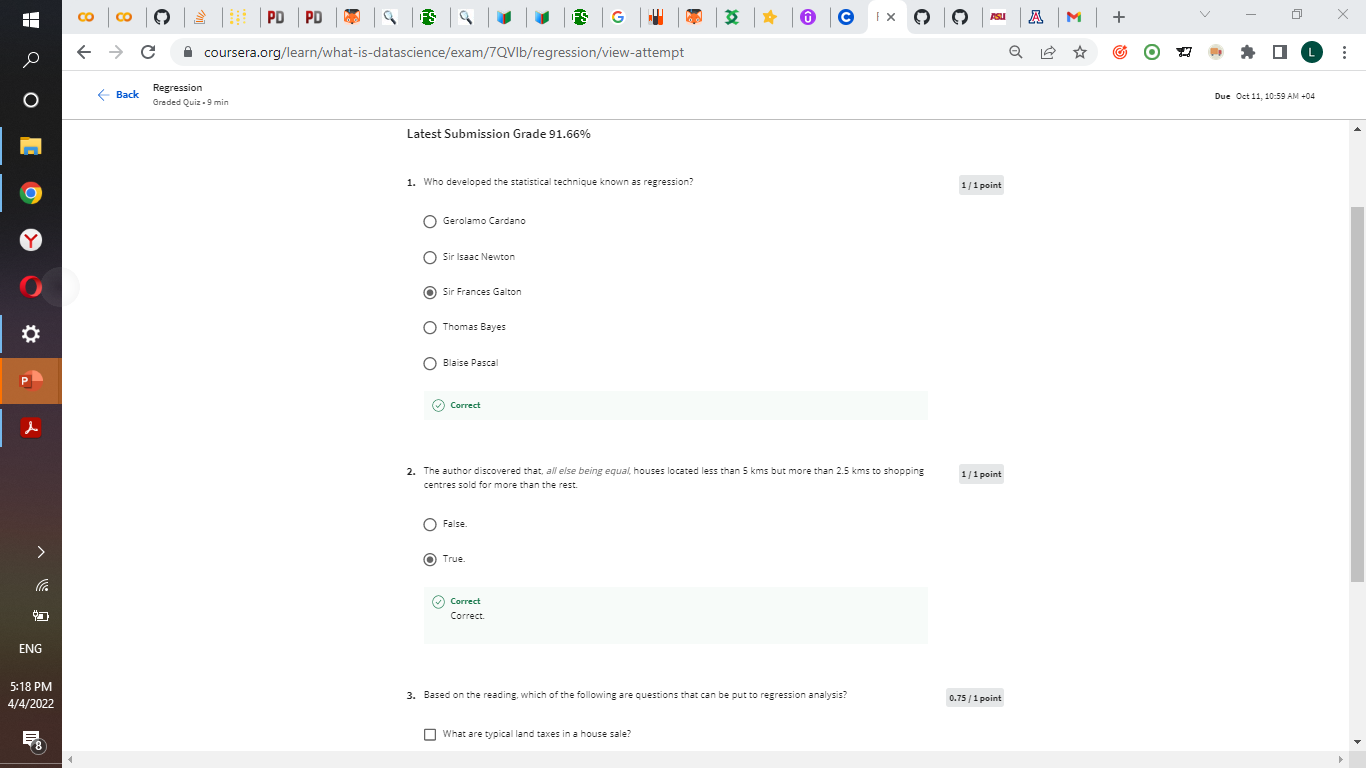 PD
PD
FS
FS
ASU
coursera.org/learn/what-is-datascience/exam/7QVlb/regression/view-attempt
L
Back
Regression
Graded Quiz • 9 min
Due Oct 11, 10:59 AM +04
Latest Submission Grade 91.66%
1. Who developed the statistical technique known as regression?
1 / 1 point
Gerolamo Cardano
Sir Isaac Newton
Sir Frances Galton
Thomas Bayes
Blaise Pascal
Correct
2. The author discovered that, all else being equal, houses located less than 5 kms but more than 2.5 kms to shopping
centres sold for more than the rest.
1 / 1 point
False.
True.
Correct
Correct.
3. Based on the reading, which of the following are questions that can be put to regression analysis?
0.75 / 1 point
What are typical land taxes in a house sale?
ENG
5:18 PM
4/4/2022
8